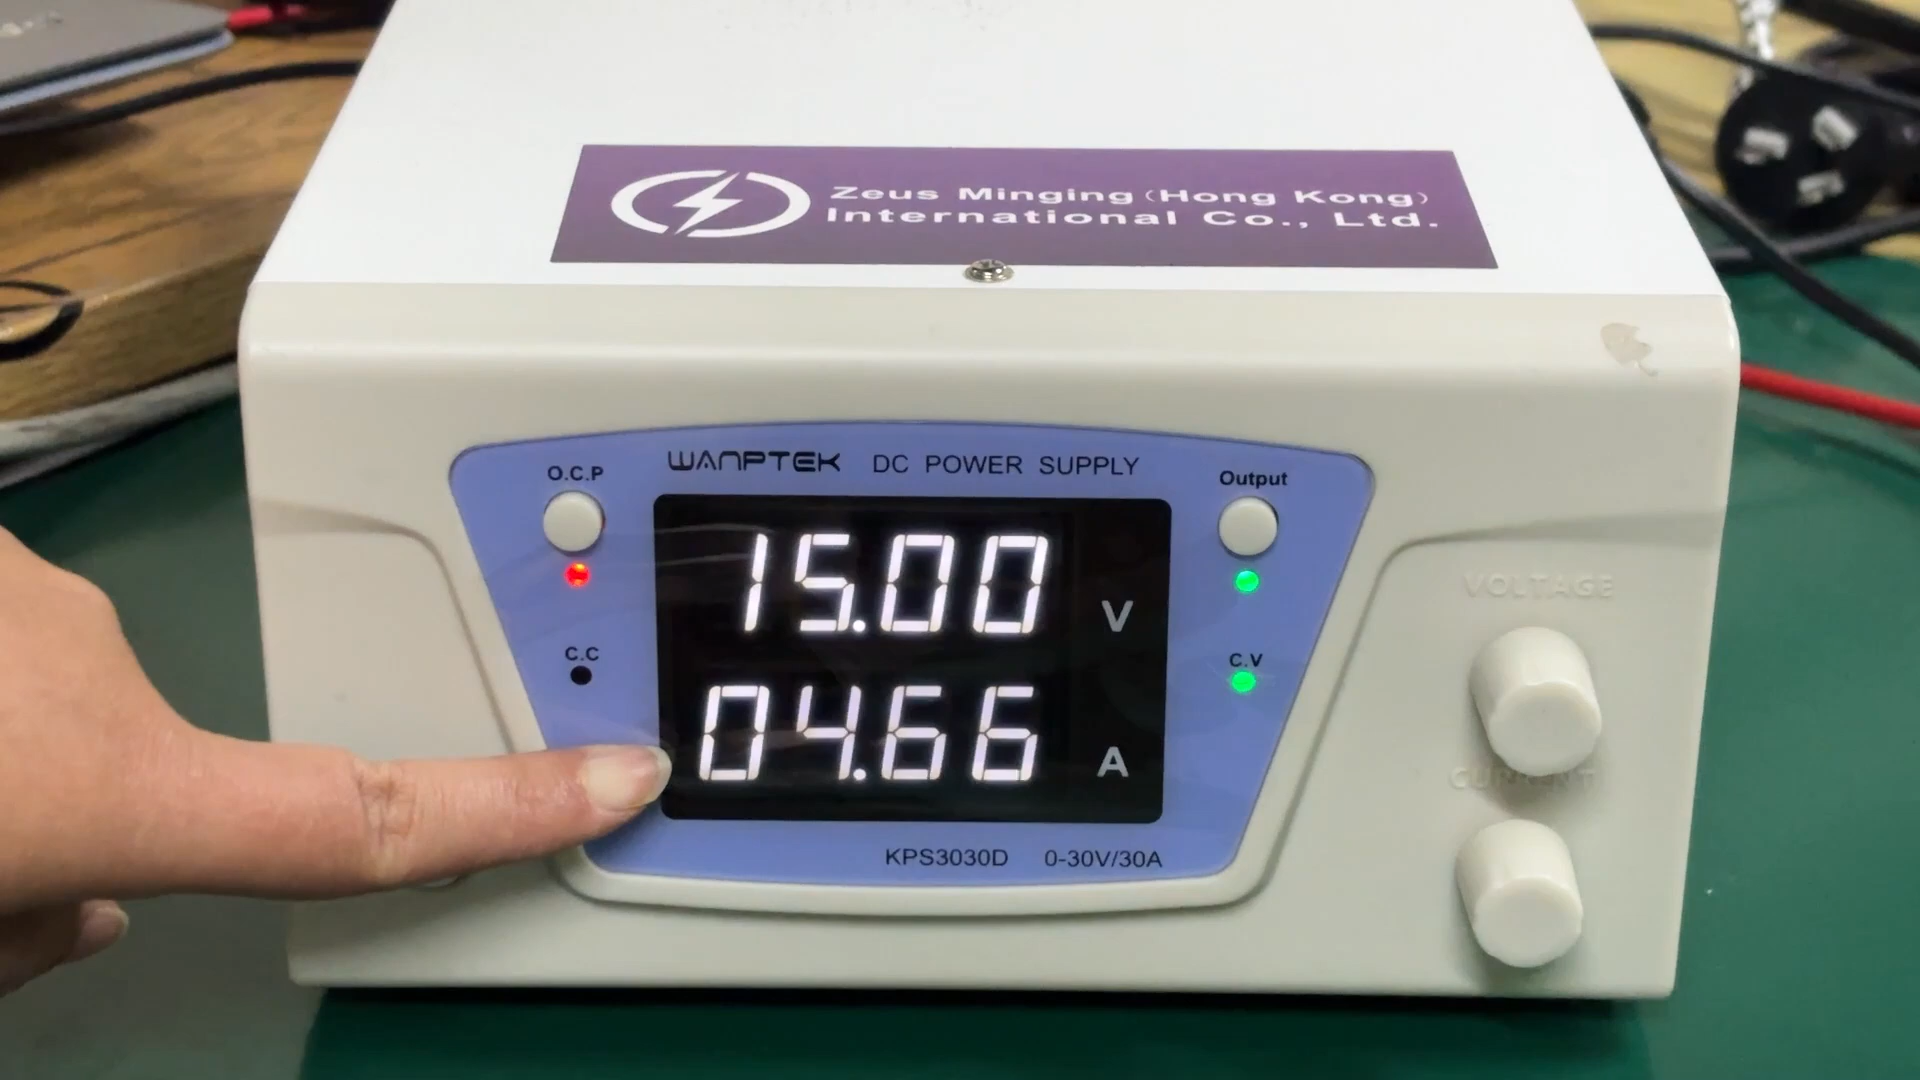 Zeus Minging (Hong Kong)
International Co., Ltd.
O.C.P
WANPTEK DC POWER SUPPLY
Output
15.00 V
C.C
C.V
04.66 A
KPS3030D 0-30V/30A
VOLTAGE
CURRENT